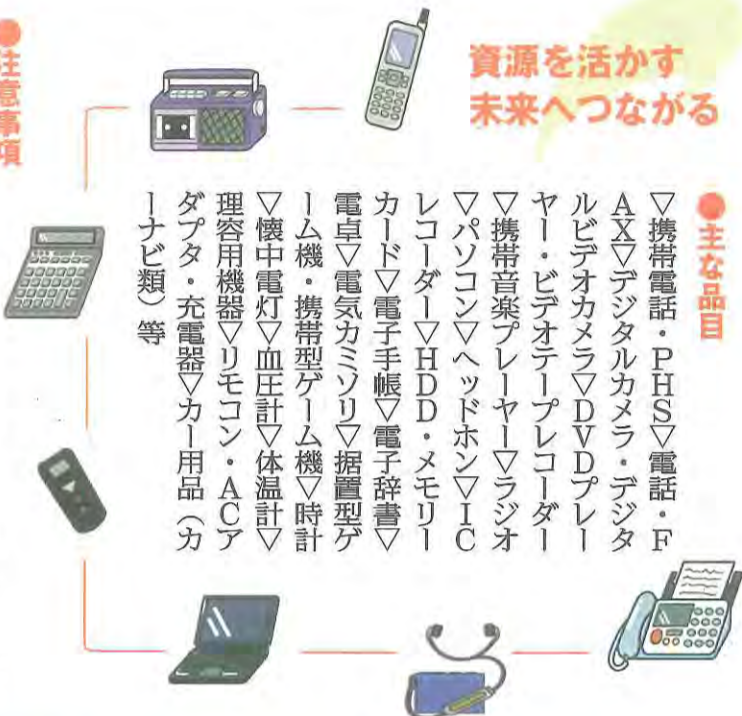 資源を活かす
未来へつながる
●主な品目
▽携帯電話・PHS▽電話・F
AX▽デジタルカメラ・デジタ
ルビデオカメラ▽DVDプレー
ヤー・ビデオテープレコーダー
▽携帯音楽プレーヤー▽ラジオ
▽パソコン▽ヘッドホン▽IC
レコーダー▽HDD・メモリー
カード▽電子手帳▽電子辞書▽
電卓▽電気カミソリ▽据置型ゲ
ーム機・携帯型ゲーム機▽時計
▽懐中電灯▽血圧計▽体温計▽
理容用機器▽リモコン・ACア
ダプタ・充電器▽カー用品（カ
ーナビ類）等
●注意事項